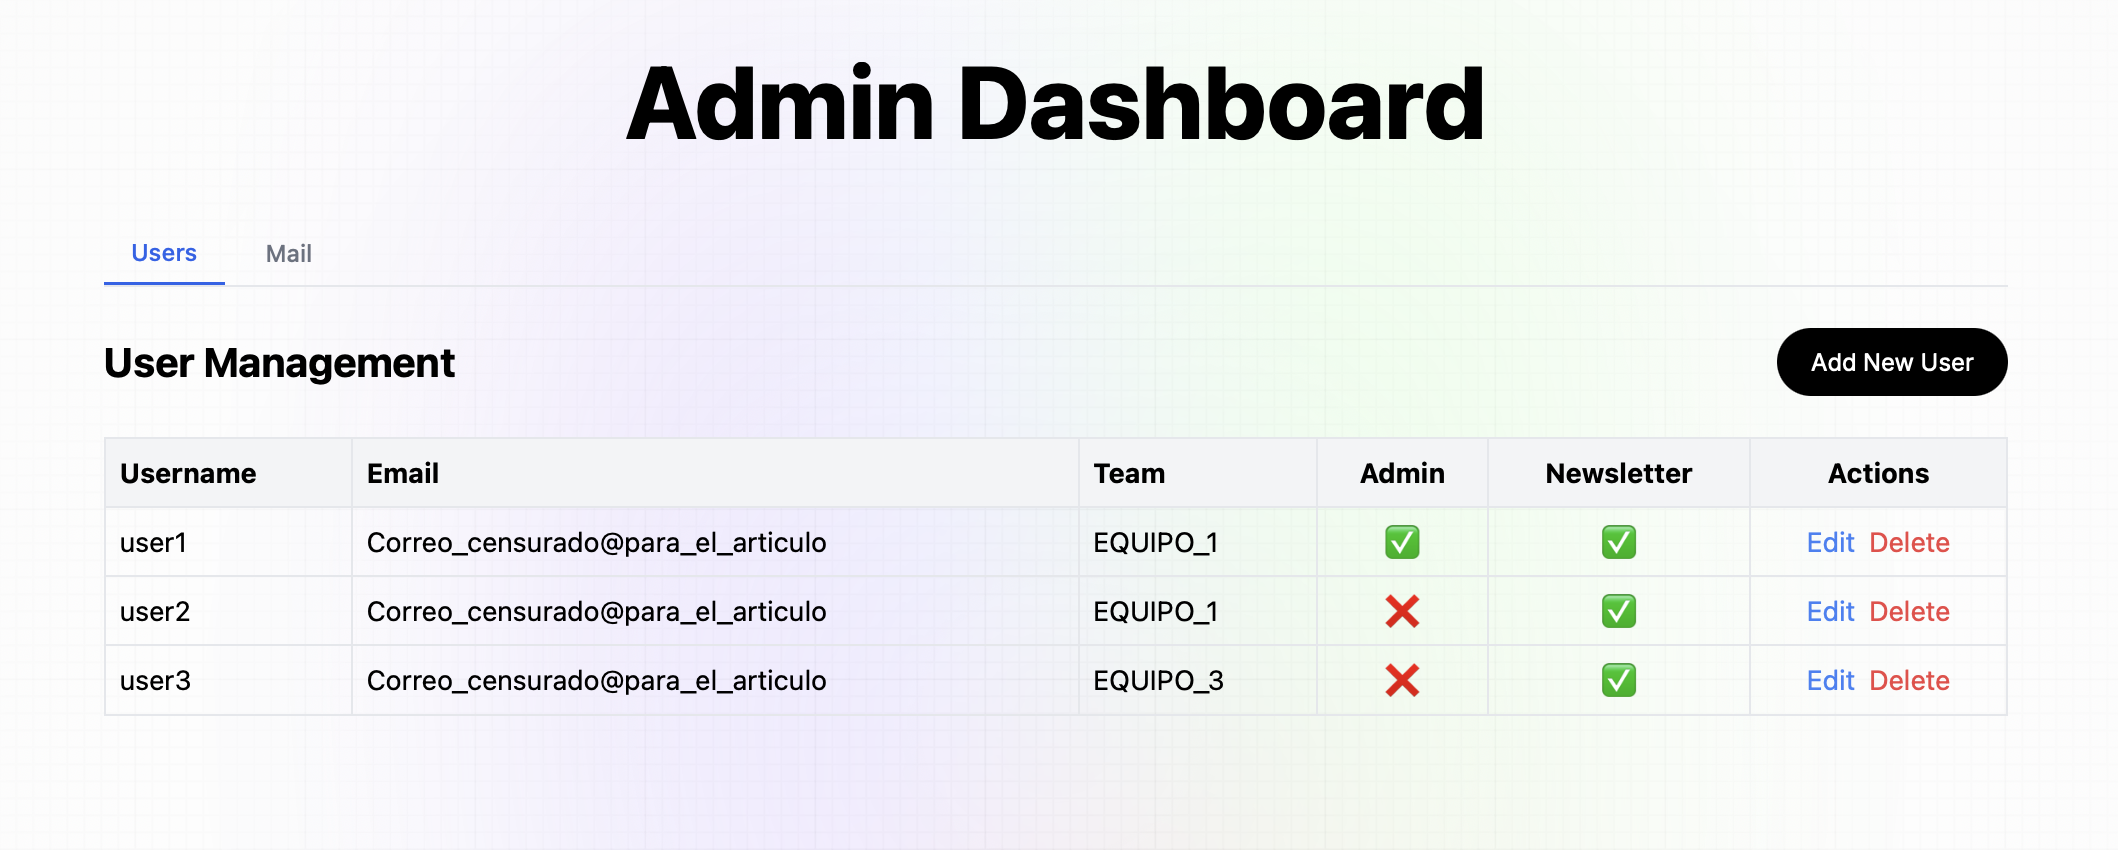 Admin Dashboard
Users Mail
User Management Add New User
Username Email Team Admin Newsletter Actions
user1 Correo_censurado@para_el_articulo EQUIPO_1 ✅ ✅ Edit Delete
user2 Correo_censurado@para_el_articulo EQUIPO_1 ❌ ✅ Edit Delete
user3 Correo_censurado@para_el_articulo EQUIPO_3 ❌ ✅ Edit Delete